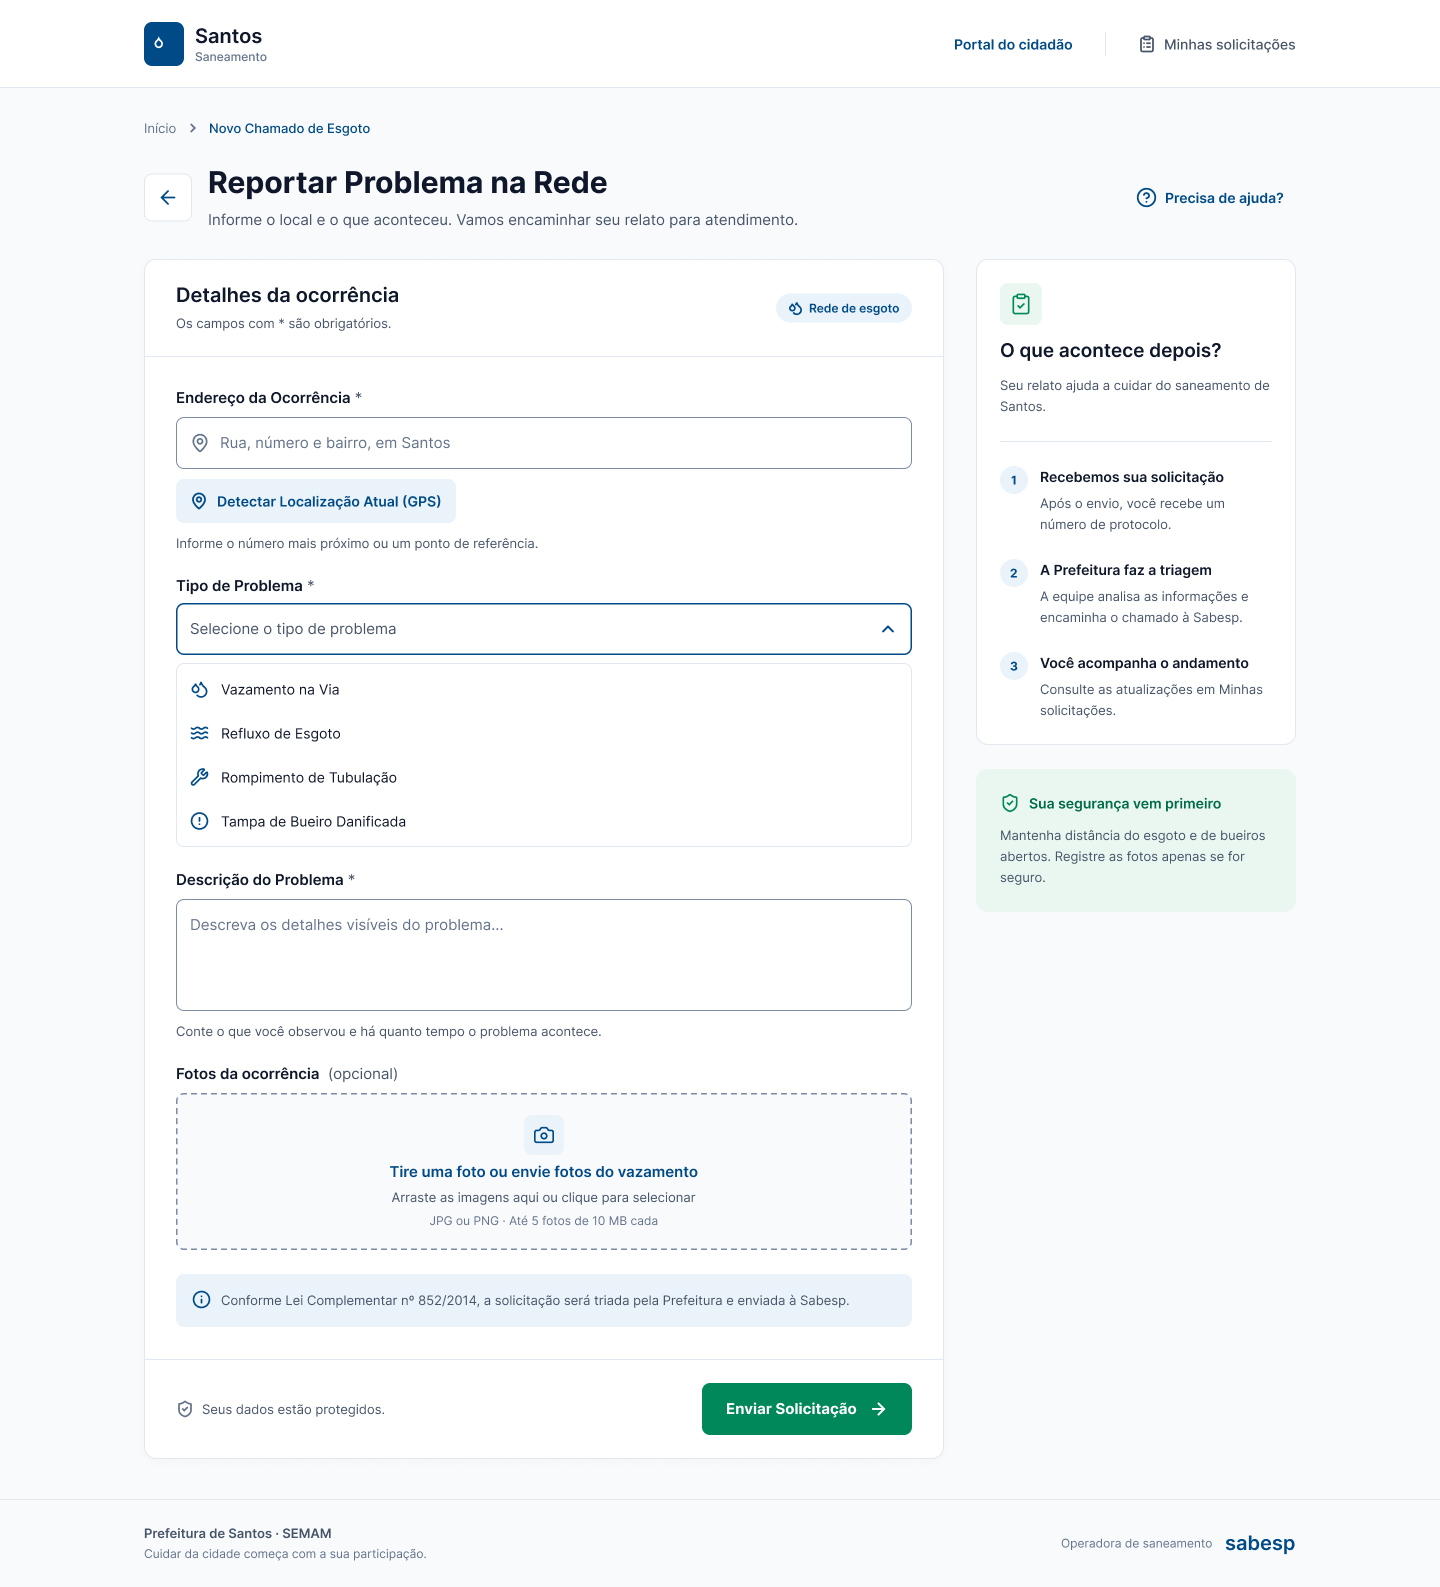 Santos
Saneamento
Portal do cidadão
Minhas solicitações
Início
Novo Chamado de Esgoto
Reportar Problema na Rede
Informe o local e o que aconteceu. Vamos encaminhar seu relato para atendimento.
Precisa de ajuda?
Detalhes da ocorrência
Os campos com * são obrigatórios.
Rede de esgoto
Endereço da Ocorrência *
Rua, número e bairro, em Santos
Detectar Localização Atual (GPS)
Informe o número mais próximo ou um ponto de referência.
Tipo de Problema *
Selecione o tipo de problema
Vazamento na Via
Refluxo de Esgoto
Rompimento de Tubulação
Tampa de Bueiro Danificada
Descrição do Problema *
Descreva os detalhes visíveis do problema...
Conte o que você observou e há quanto tempo o problema acontece.
Fotos da ocorrência (opcional)
Tire uma foto ou envie fotos do vazamento
Arraste as imagens aqui ou clique para selecionar
JPG ou PNG · Até 5 fotos de 10 MB cada
Conforme Lei Complementar nº 852/2014, a solicitação será triada pela Prefeitura e enviada à Sabesp.
Seus dados estão protegidos.
Enviar Solicitação
O que acontece depois?
Seu relato ajuda a cuidar do saneamento de
Santos.
1
Recebemos sua solicitação
Após o envio, você recebe um
número de protocolo.
2
A Prefeitura faz a triagem
A equipe analisa as informações e
encaminha o chamado à Sabesp.
3
Você acompanha o andamento
Consulte as atualizações em Minhas
solicitações.
Sua segurança vem primeiro
Mantenha distância do esgoto e de bueiros
abertos. Registre as fotos apenas se for
seguro.
Prefeitura de Santos · SEMAM
Cuidar da cidade começa com a sua participação.
Operadora de saneamento
sabesp